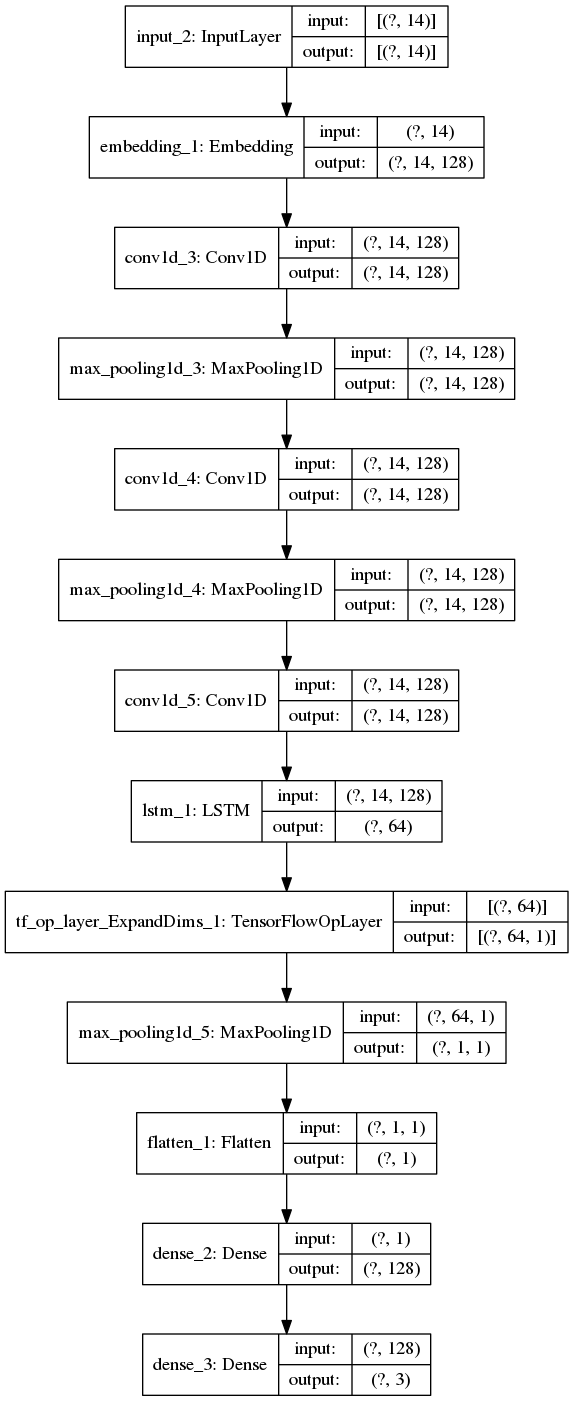 input_2: InputLayer
input: [(?, 14)]
output: [(?, 14)]
embedding_1: Embedding
input: (?, 14)
output: (?, 14, 128)
conv1d_3: Conv1D
input: (?, 14, 128)
output: (?, 14, 128)
max_pooling1d_3: MaxPooling1D
input: (?, 14, 128)
output: (?, 14, 128)
conv1d_4: Conv1D
input: (?, 14, 128)
output: (?, 14, 128)
max_pooling1d_4: MaxPooling1D
input: (?, 14, 128)
output: (?, 14, 128)
conv1d_5: Conv1D
input: (?, 14, 128)
output: (?, 14, 128)
lstm_1: LSTM
input: (?, 14, 128)
output: (?, 64)
tf_op_layer_ExpandDims_1: TensorFlowOpLayer
input: [(?, 64)]
output: [(?, 64, 1)]
max_pooling1d_5: MaxPooling1D
input: (?, 64, 1)
output: (?, 1, 1)
flatten_1: Flatten
input: (?, 1, 1)
output: (?, 1)
dense_2: Dense
input: (?, 1)
output: (?, 128)
dense_3: Dense
input: (?, 128)
output: (?, 3)